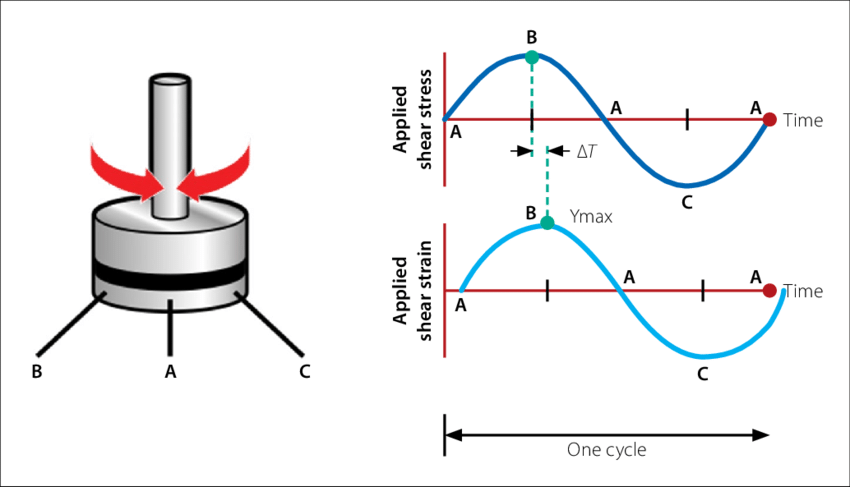 B
A
C
Applied
shear stress
B
A
A
A
Time
C
ΔT
Applied
shear strain
B
Ymax
A
A
A
Time
C
One cycle